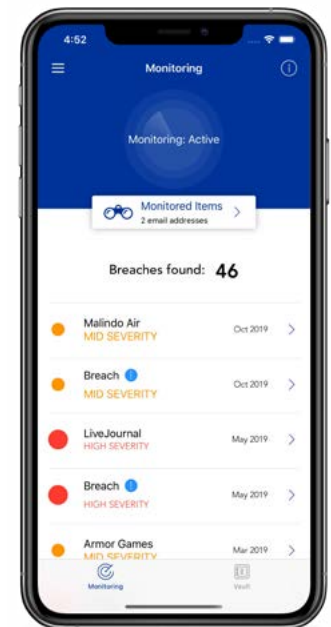 4:52
Monitoring
Monitoring: Active
Monitored Items
2 email addresses
Breaches found: 46
Malindo Air
MID SEVERITY
Oct 2019
Breach
MID SEVERITY
Oct 2019
LiveJournal
HIGH SEVERITY
May 2019
Breach
HIGH SEVERITY
May 2019
Armor Games
MID SEVERITY
Mar 2019
Monitoring
Vault